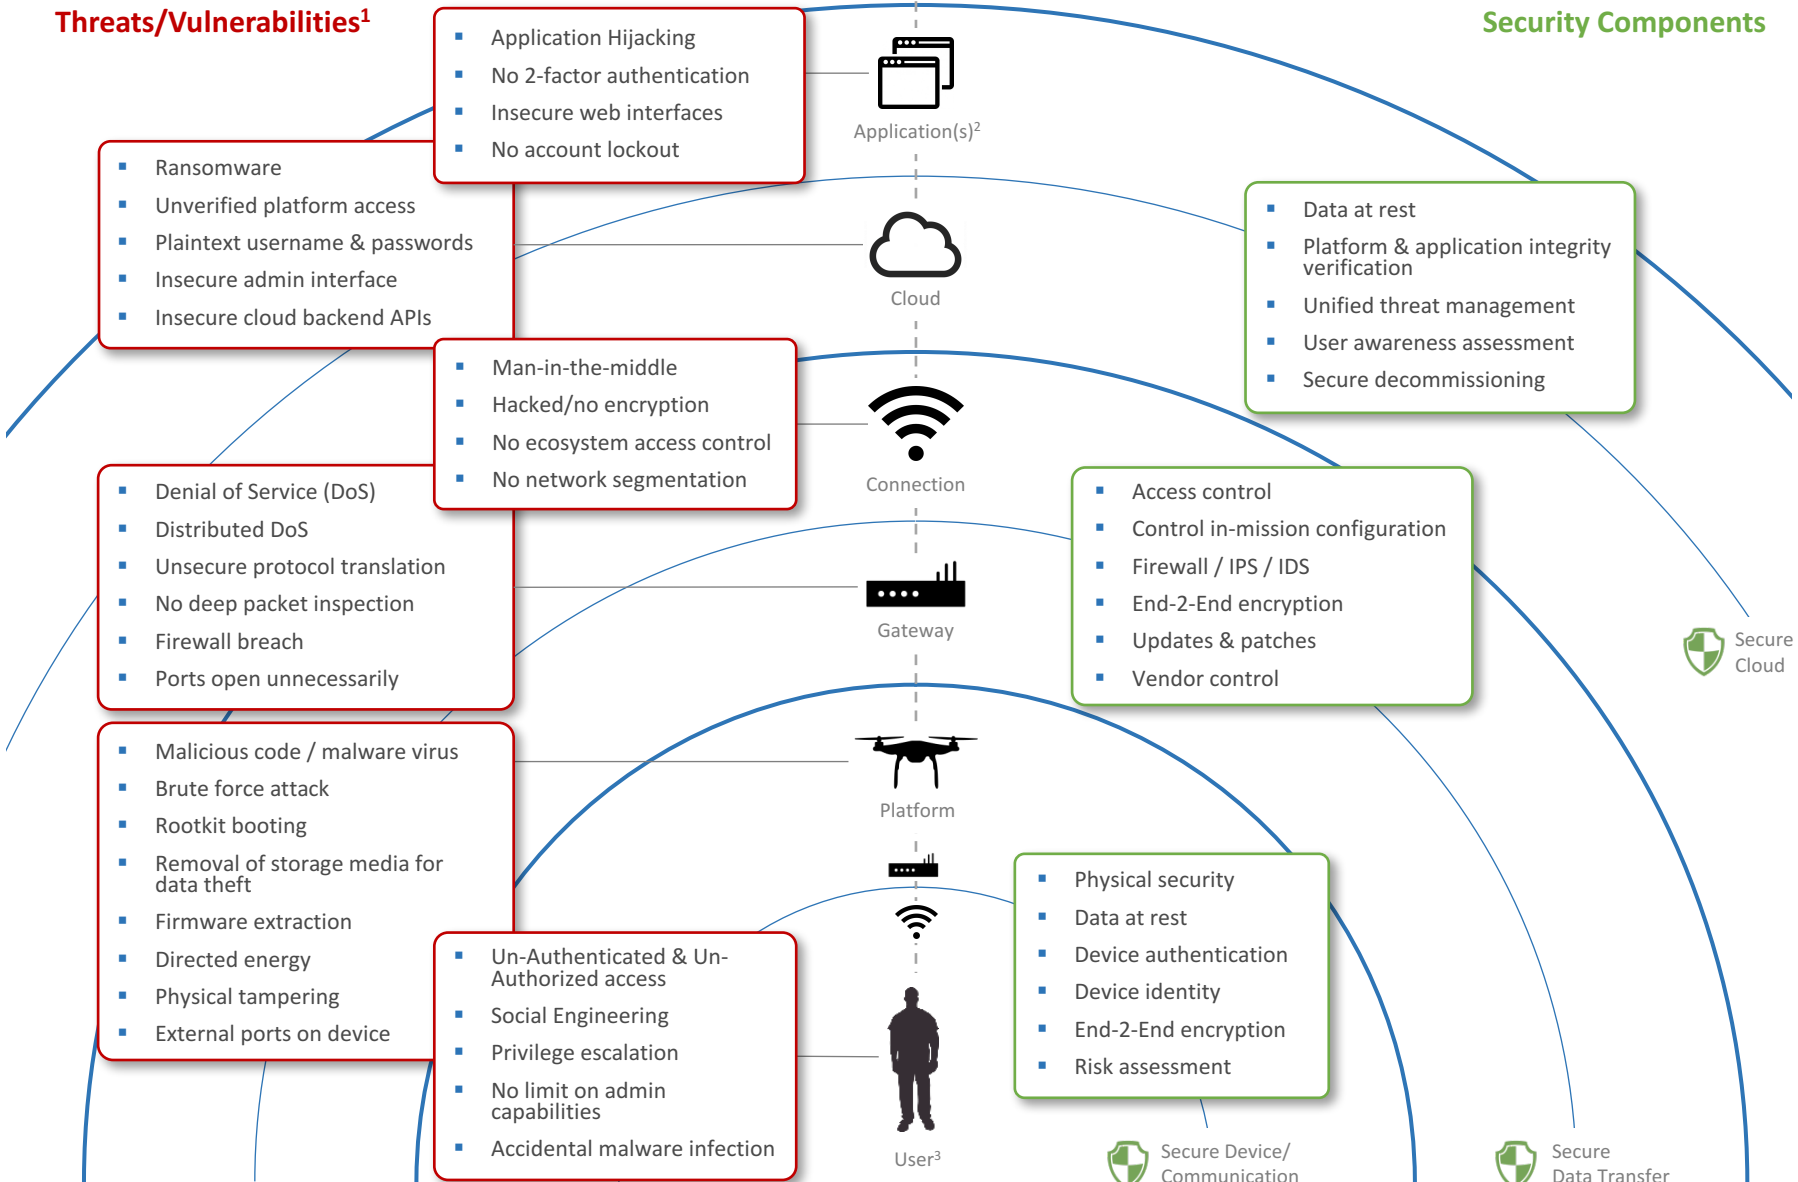 Threats/Vulnerabilities¹
Security Components
Application Hijacking
No 2-factor authentication
Insecure web interfaces
No account lockout
Application(s)²
Ransomware
Unverified platform access
Plaintext username & passwords
Insecure admin interface
Insecure cloud backend APIs
Cloud
Data at rest
Platform & application integrity
verification
Unified threat management
User awareness assessment
Secure decommissioning
Man-in-the-middle
Hacked/no encryption
No ecosystem access control
No network segmentation
Connection
Denial of Service (DoS)
Distributed DoS
Unsecure protocol translation
No deep packet inspection
Firewall breach
Ports open unnecessarily
Gateway
Access control
Control in-mission configuration
Firewall / IPS / IDS
End-2-End encryption
Updates & patches
Vendor control
Secure
Cloud
Malicious code / malware virus
Brute force attack
Rootkit booting
Removal of storage media for
data theft
Firmware extraction
Directed energy
Physical tampering
External ports on device
Platform
Un-Authenticated & Un-
Authorized access
Social Engineering
Privilege escalation
No limit on admin
capabilities
Accidental malware infection
User³
Physical security
Data at rest
Device authentication
Device identity
End-2-End encryption
Risk assessment
Secure Device/
Communication
Secure
Data Transfer